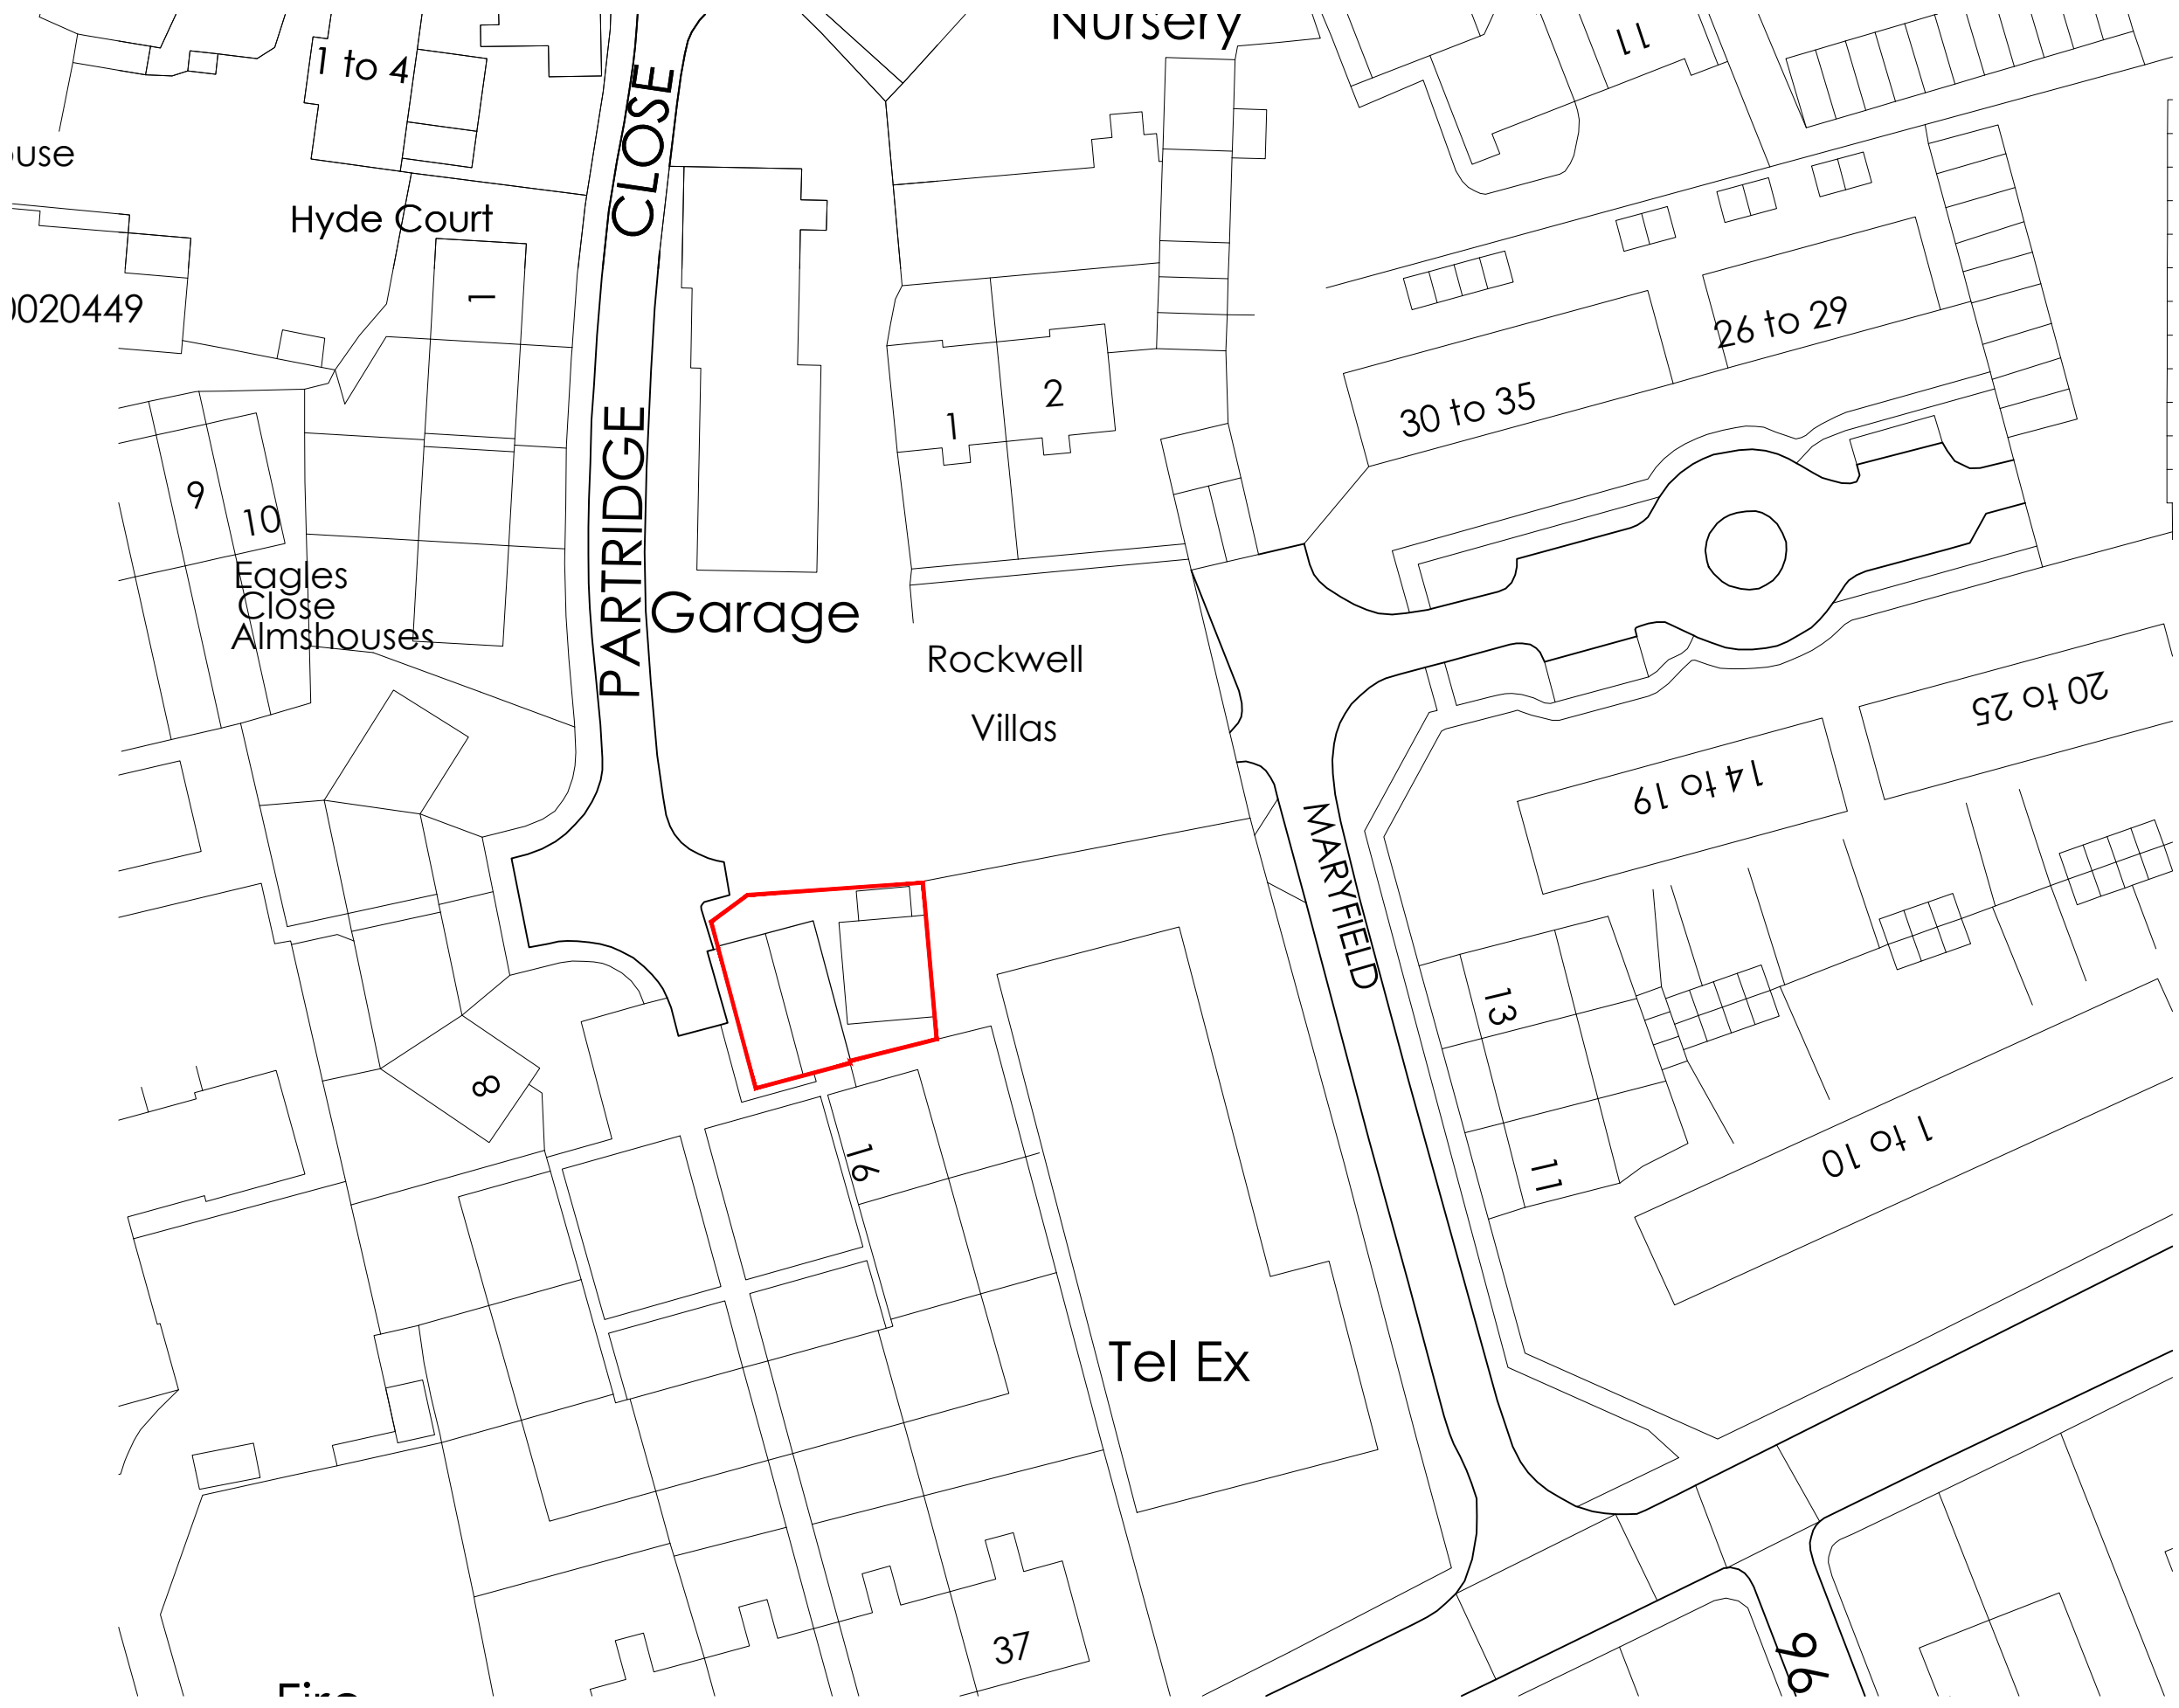 Nursery
11
1 to 4
CLOSE
use
Hyde Court
1
020449
26 to 29
2
1
30 to 35
PARTRIDGE
9
10
Eagles
Close
Almshouses
Garage
Rockwell
Villas
20 to 25
14 to 19
MARYFIELD
13
8
16
11
1 to 10
Tel Ex
37
96